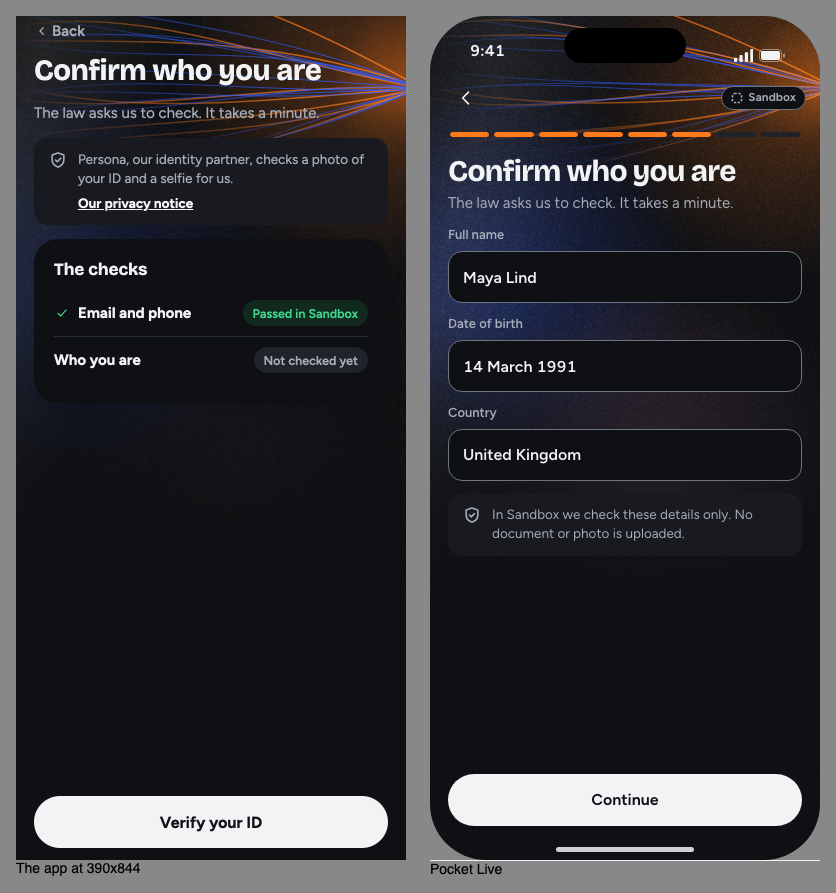 Back
Confirm who you are
The law asks us to check. It takes a minute.
Persona, our identity partner, checks a photo of
your ID and a selfie for us.
Our privacy notice
The checks
Email and phone
Passed in Sandbox
Who you are
Not checked yet
Verify your ID
The app at 390x844
9:41
Sandbox
Confirm who you are
The law asks us to check. It takes a minute.
Full name
Maya Lind
Date of birth
14 March 1991
Country
United Kingdom
In Sandbox we check these details only. No
document or photo is uploaded.
Continue
Pocket Live